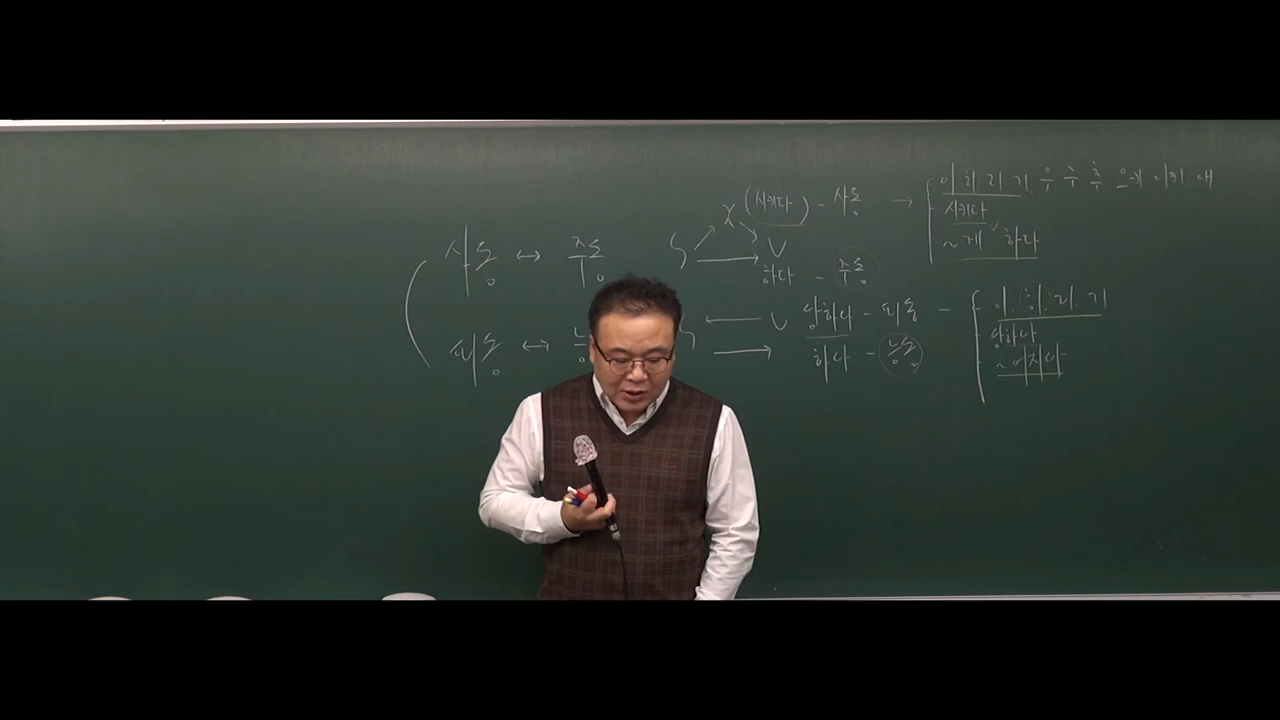 사동 ↔ 주동
피동 ↔
S → X (시키다) - 사동
S → V
하다 - 주동
← V 당하다 - 피동
→ 하다 - 능동
→ 이 히 리 기 우 구 추 으키 이키 애
시키다
~게 ˅ 하다
- 이. 히. 리. 기
당하다
~어지다